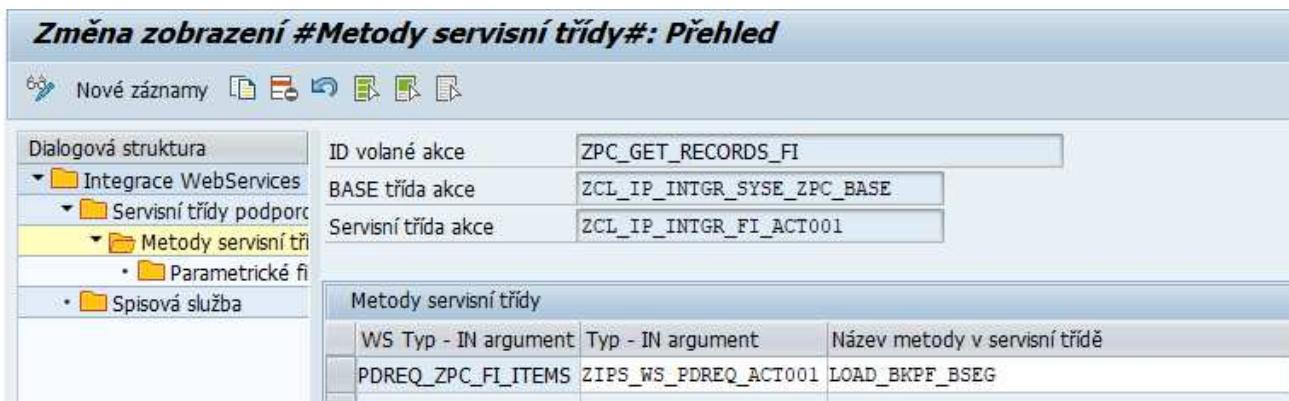 Změna zobrazení #Metody servisní třídy#: Přehled
Nové záznamy
Dialogová struktura
Integrace WebServices
Servisní třídy podporc
Metody servisní tří
Parametrické fi
Spisová služba
ID volané akce ZPC_GET_RECORDS_FI
BASE třída akce ZCL_IP_INTGR_SYSE_ZPC_BASE
Servisní třída akce ZCL_IP_INTGR_FI_ACT001
Metody servisní třídy
WS Typ - IN argument Typ - IN argument Název metody v servisní třídě
PDREQ_ZPC_FI_ITEMS ZIPS_WS_PDREQ_ACT001 LOAD_BKPF_BSEG